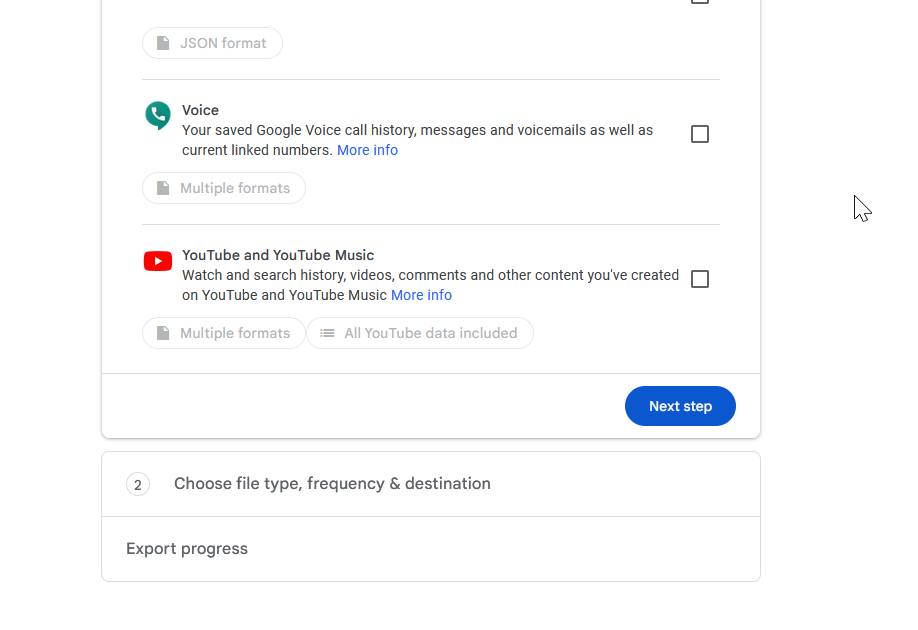 JSON format
Voice
Your saved Google Voice call history, messages and voicemails as well as
current linked numbers. More info
Multiple formats
YouTube and YouTube Music
Watch and search history, videos, comments and other content you've created
on YouTube and YouTube Music More info
Multiple formats
All YouTube data included
Next step
2
Choose file type, frequency & destination
Export progress